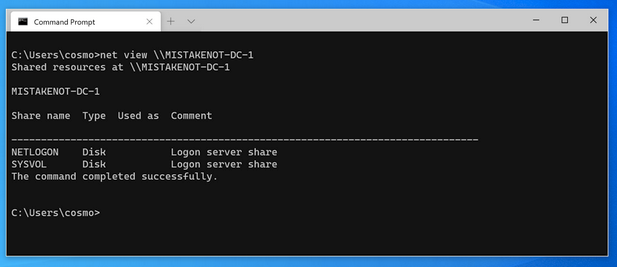 Command Prompt
C:\Users\cosmo>net view \\MISTAKENOT-DC-1
Shared resources at \\MISTAKENOT-DC-1
MISTAKENOT-DC-1
Share name  Type  Used as  Comment
-------------------------------------------------------------------------------
NETLOGON    Disk           Logon server share
SYSVOL      Disk           Logon server share
The command completed successfully.
C:\Users\cosmo>